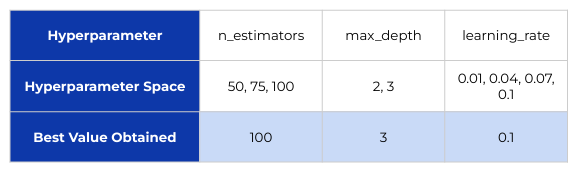 Hyperparameter n_estimators max_depth learning_rate
Hyperparameter Space 50, 75, 100 2, 3 0.01, 0.04, 0.07,
0.1
Best Value Obtained 100 3 0.1